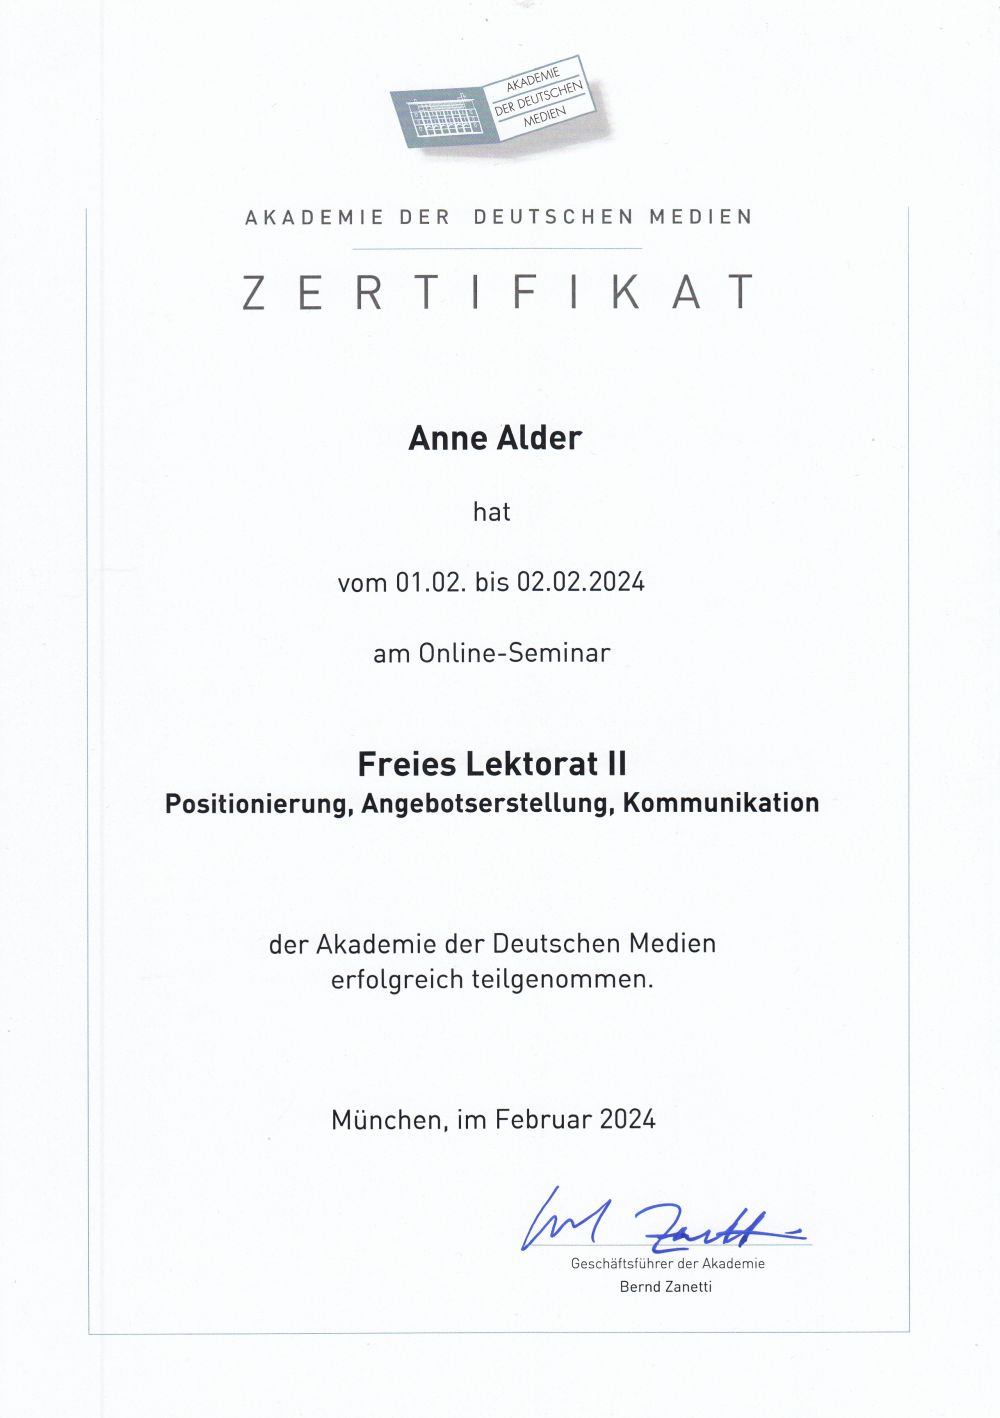 AKADEMIE
DER DEUTSCHEN
MEDIEN
AKADEMIE DER DEUTSCHEN MEDIEN
ZERTIFIKAT
Anne Alder
hat
vom 01.02. bis 02.02.2024
am Online-Seminar
Freies Lektorat II
Positionierung, Angebotserstellung, Kommunikation
der Akademie der Deutschen Medien
erfolgreich teilgenommen.
München, im Februar 2024
Geschäftsführer der Akademie
Bernd Zanetti